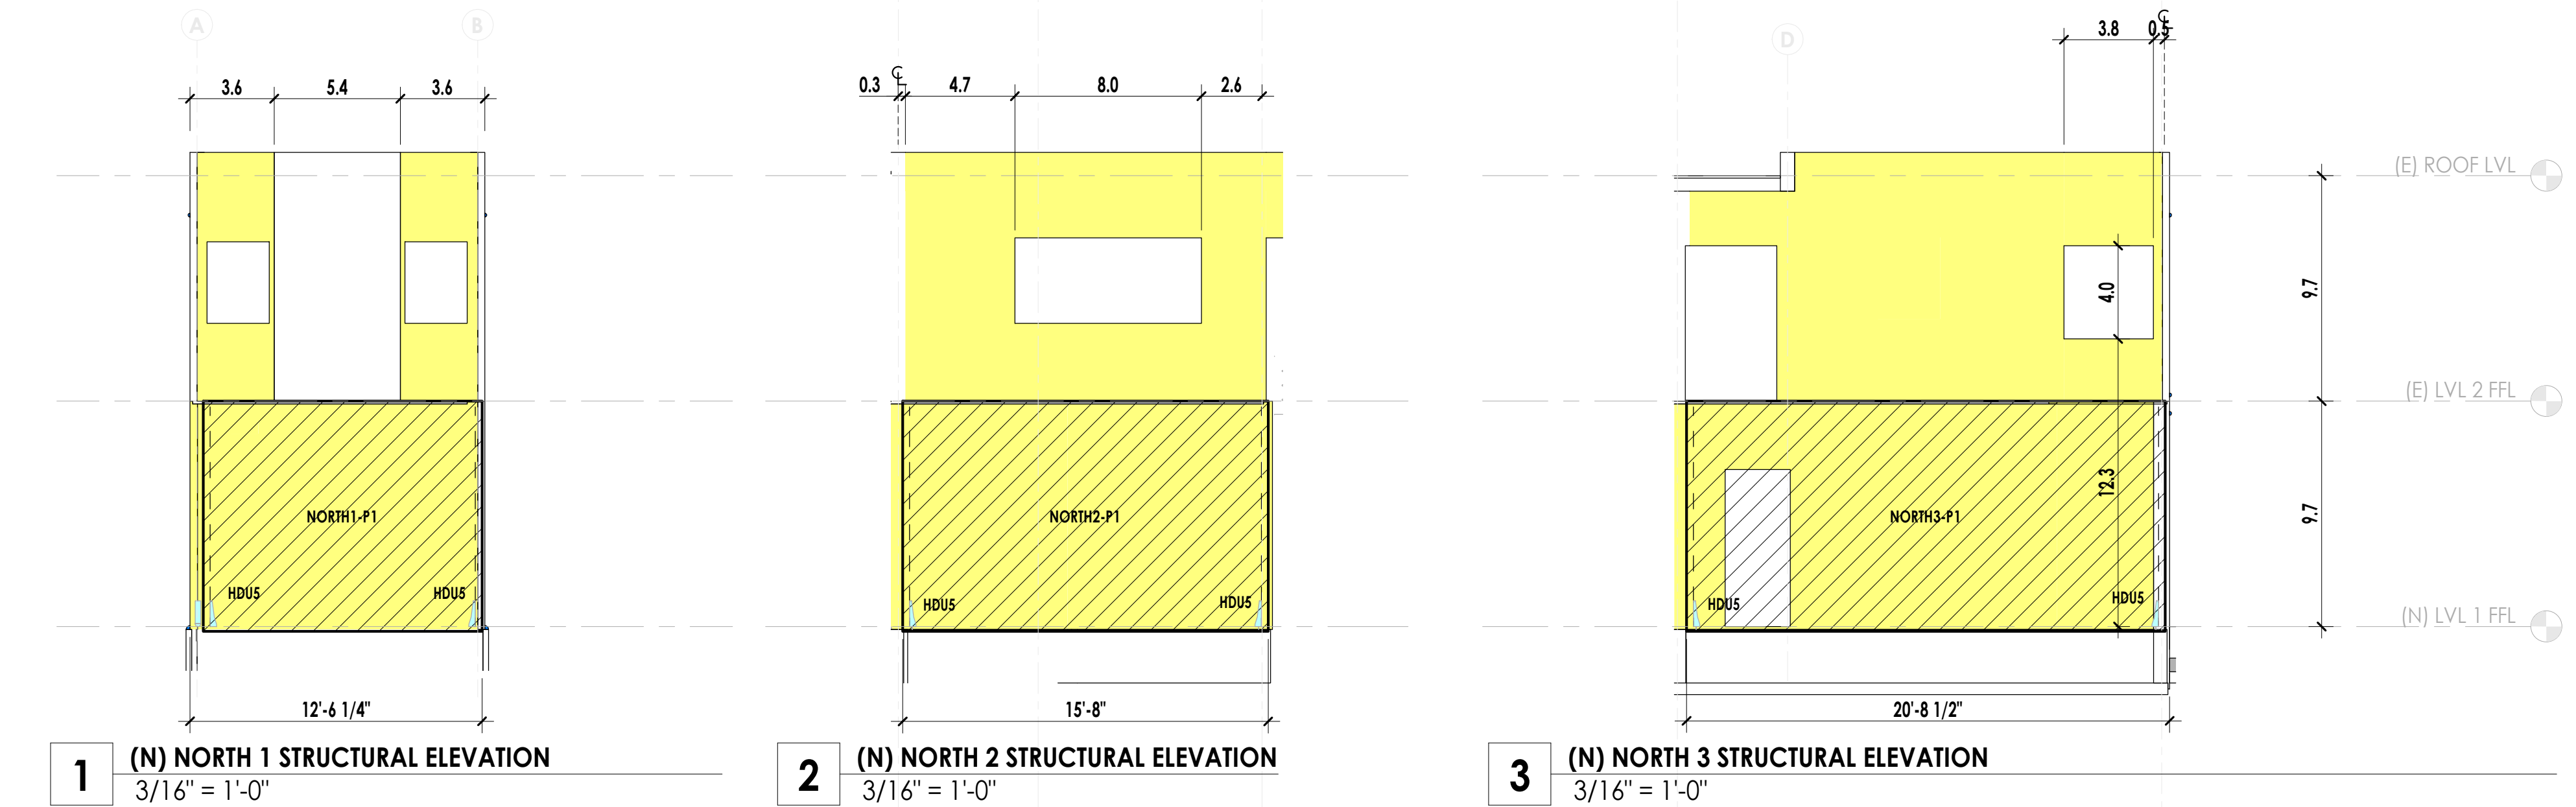 A
B
3.6
5.4
3.6
NORTH1-P1
HDU5
HDU5
12'-6 1/4"
1
(N) NORTH 1 STRUCTURAL ELEVATION
3/16" = 1'-0"
0.3
4.7
8.0
2.6
NORTH2-P1
HDU5
HDU5
15'-8"
2
(N) NORTH 2 STRUCTURAL ELEVATION
3/16" = 1'-0"
D
3.8
0.5
4.0
12.3
NORTH3-P1
HDU5
HDU5
20'-8 1/2"
9.7
9.7
(E) ROOF LVL
(E) LVL 2 FFL
(N) LVL 1 FFL
3
(N) NORTH 3 STRUCTURAL ELEVATION
3/16" = 1'-0"